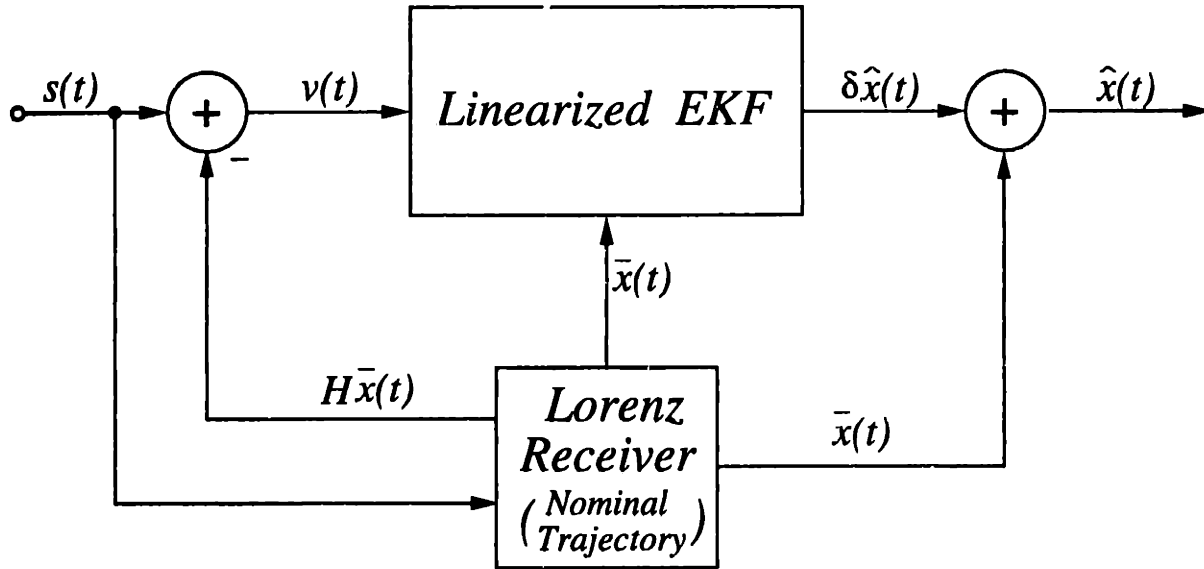 s(t)
+
–
v(t)
Linearized EKF
δx̂(t)
+
x̂(t)
x̄(t)
Hx̄(t)
Lorenz
Receiver
(Nominal
Trajectory)
x̄(t)